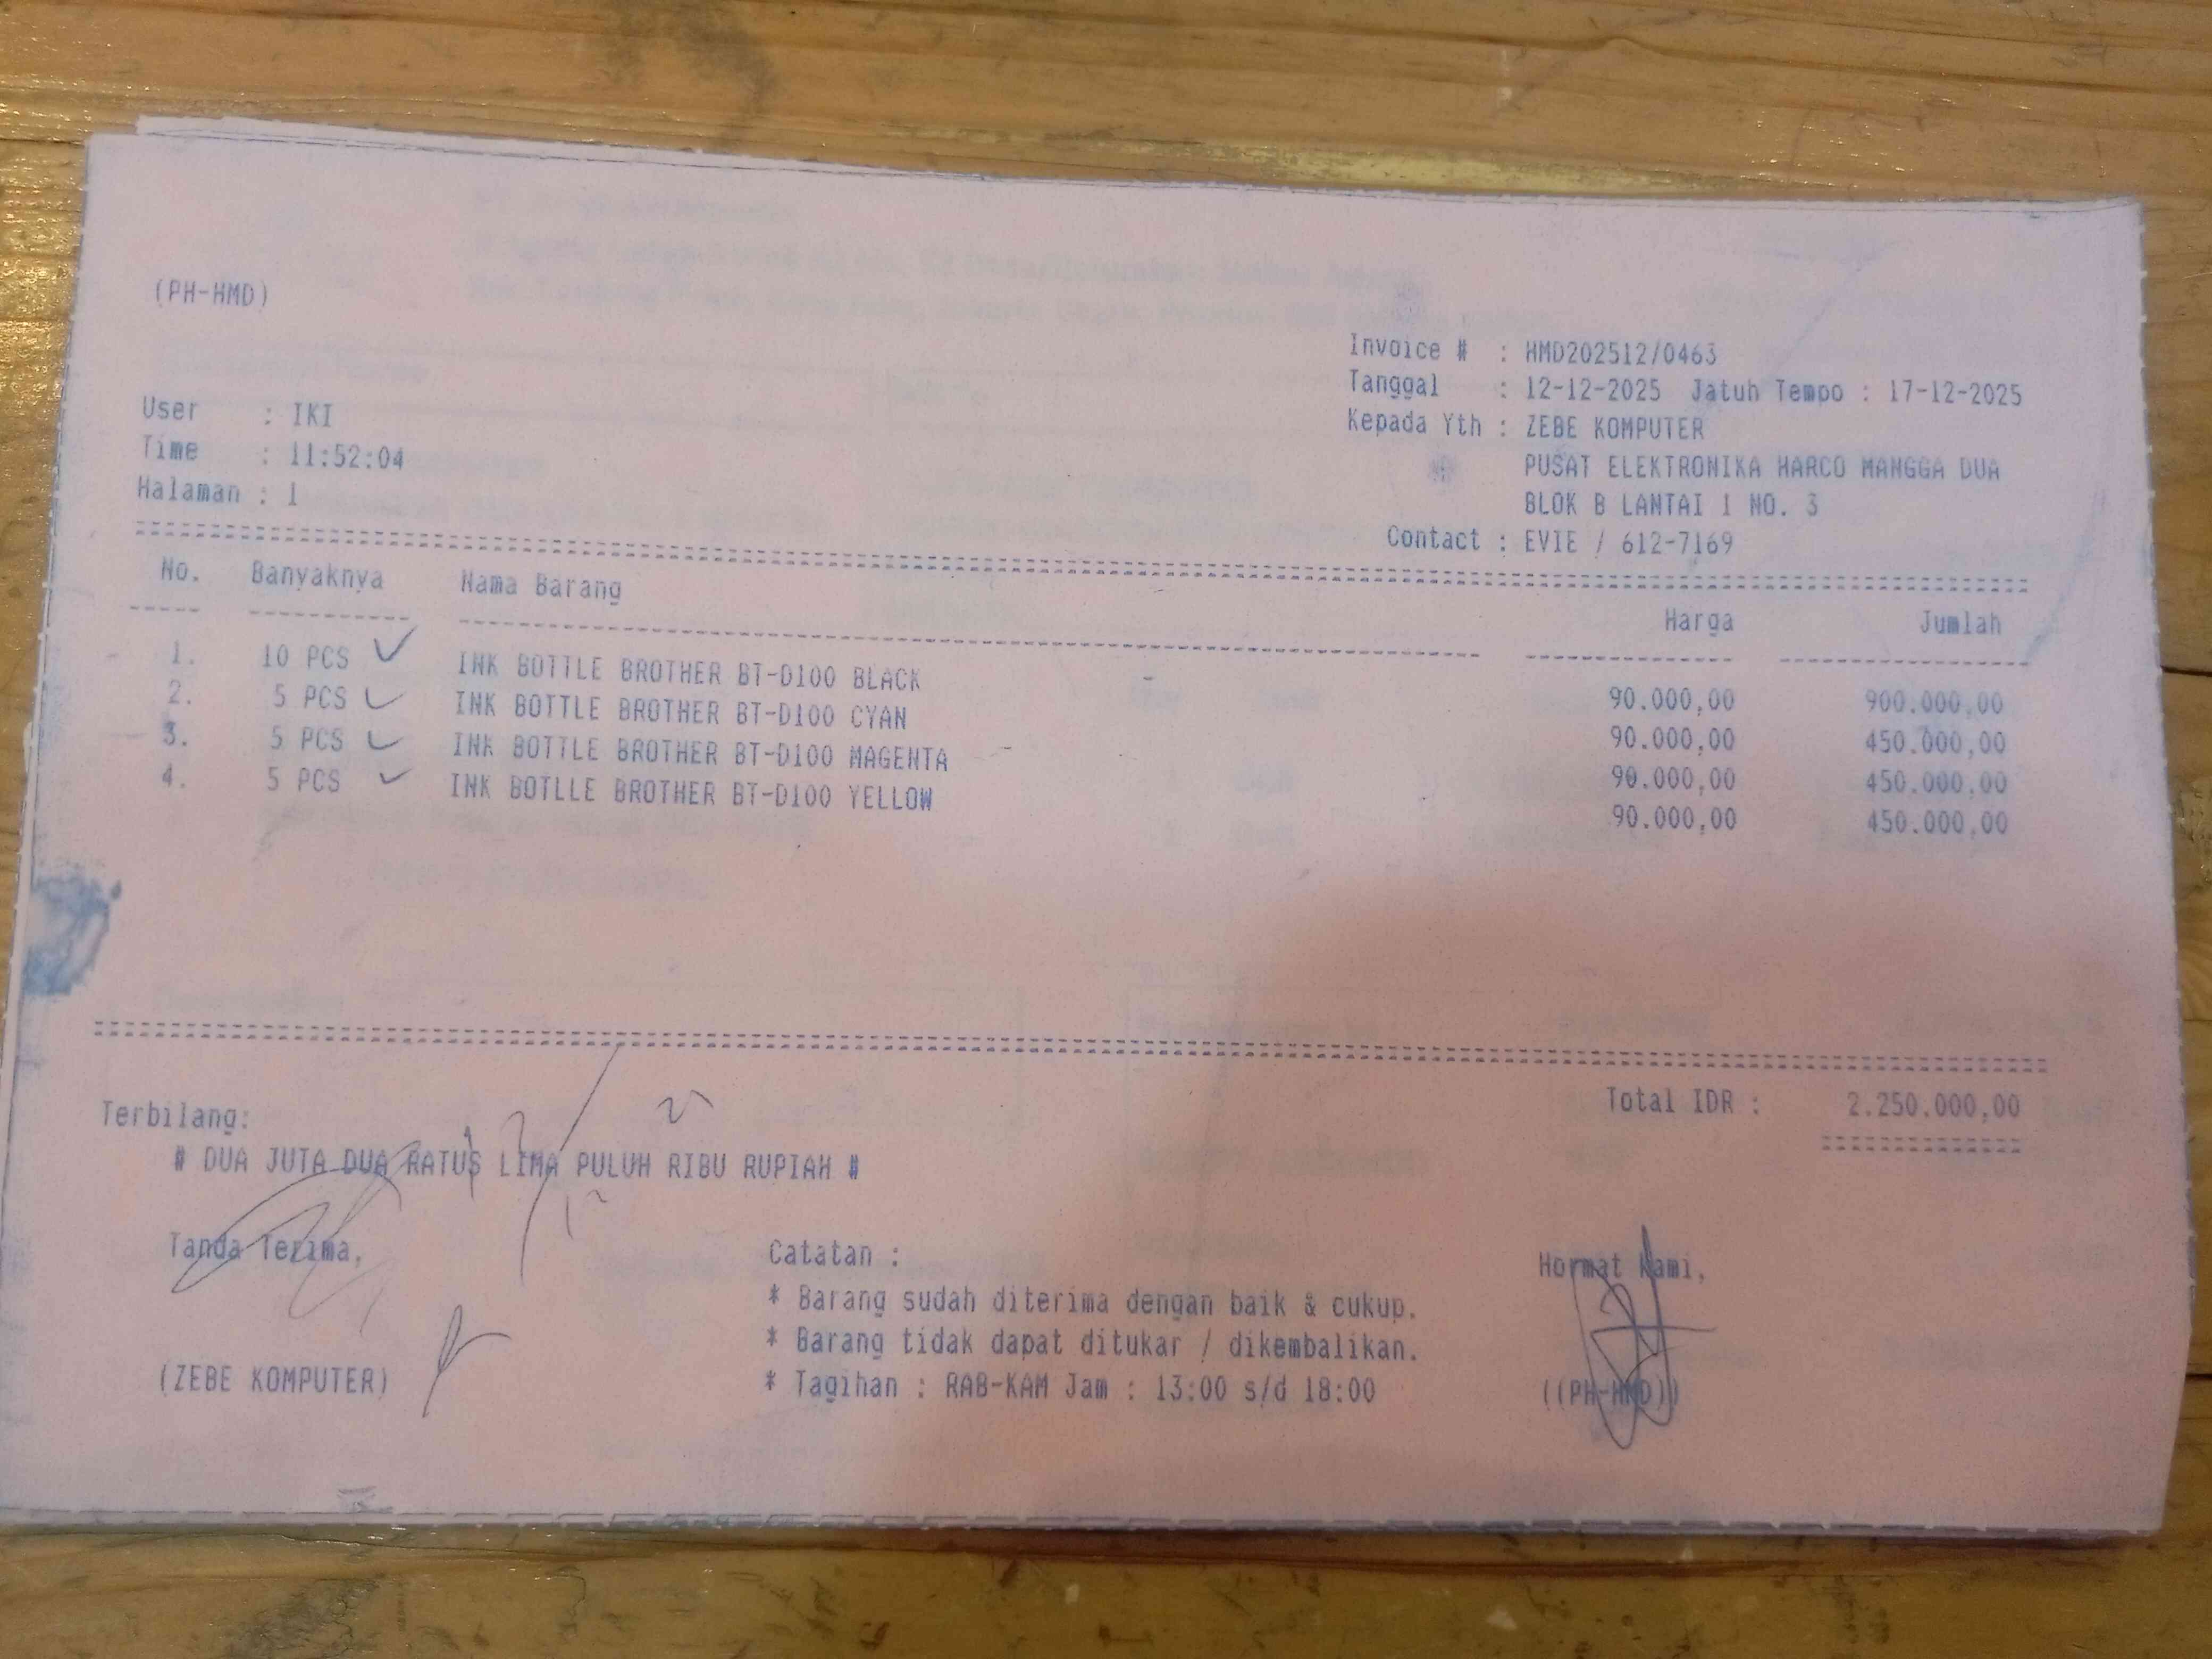 (PH-HMD)
Invoice # : HMD202512/0463
Tanggal : 12-12-2025 Jatuh Tempo : 17-12-2025
Kepada Yth : ZEBE KOMPUTER
PUSAT ELEKTRONIKA HARCO MANGGA DUA
BLOK B LANTAI 1 NO. 3
Contact : EVIE / 612-7169
User : IKI
Time : 11:52:04
Halaman : 1
No. Banyaknya Nama Barang Harga Jumlah
1. 10 PCS INK BOTTLE BROTHER BT-D100 BLACK 90.000,00 900.000,00
2. 5 PCS INK BOTTLE BROTHER BT-D100 CYAN 90.000,00 450.000,00
3. 5 PCS INK BOTTLE BROTHER BT-D100 MAGENTA 90.000,00 450.000,00
4. 5 PCS INK BOTLLE BROTHER BT-D100 YELLOW 90.000,00 450.000,00
Total IDR : 2.250.000,00
Terbilang:
# DUA JUTA DUA RATUS LIMA PULUH RIBU RUPIAH #
Tanda Terima,
(ZEBE KOMPUTER)
Catatan :
* Barang sudah diterima dengan baik & cukup.
* Barang tidak dapat ditukar / dikembalikan.
* Tagihan : RAB-KAM Jam : 13:00 s/d 18:00
Hormat kami,
((PH-HMD))